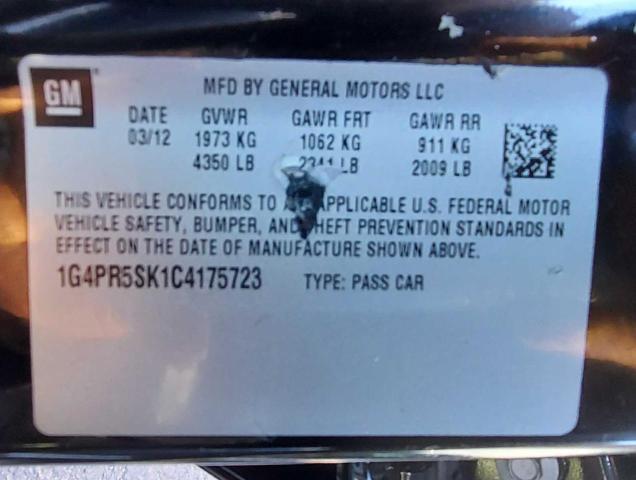 GM
MFD BY GENERAL MOTORS LLC
DATE GVWR GAWR FRT GAWR RR
03/12 1973 KG 1062 KG 911 KG
4350 LB 2341 LB 2009 LB
THIS VEHICLE CONFORMS TO APPLICABLE U.S. FEDERAL MOTOR
VEHICLE SAFETY, BUMPER, AND THEFT PREVENTION STANDARDS IN
EFFECT ON THE DATE OF MANUFACTURE SHOWN ABOVE.
1G4PR5SK1C4175723 TYPE: PASS CAR